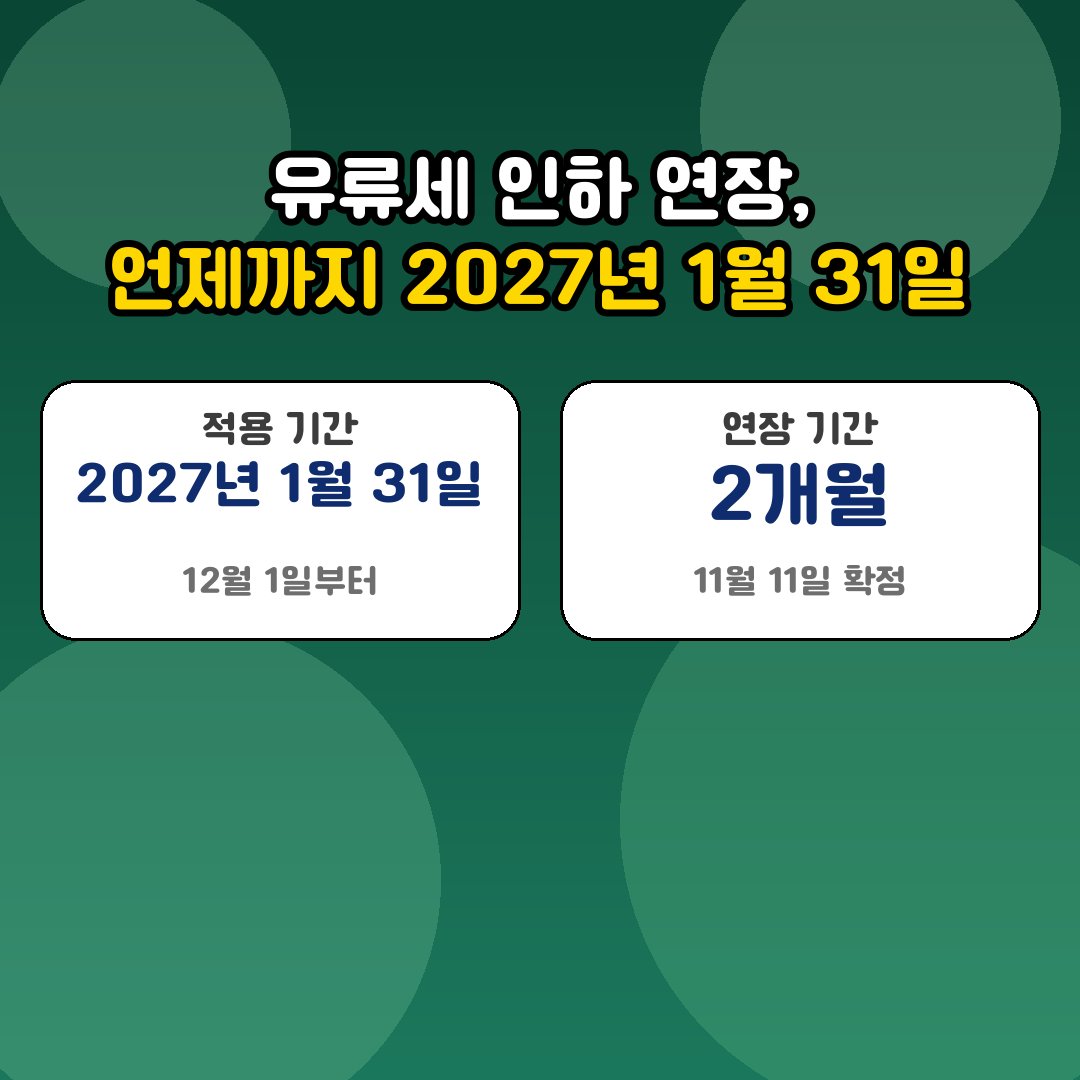 유류세 인하 연장,
언제까지 2027년 1월 31일
적용 기간
2027년 1월 31일
12월 1일부터
연장 기간
2개월
11월 11일 확정